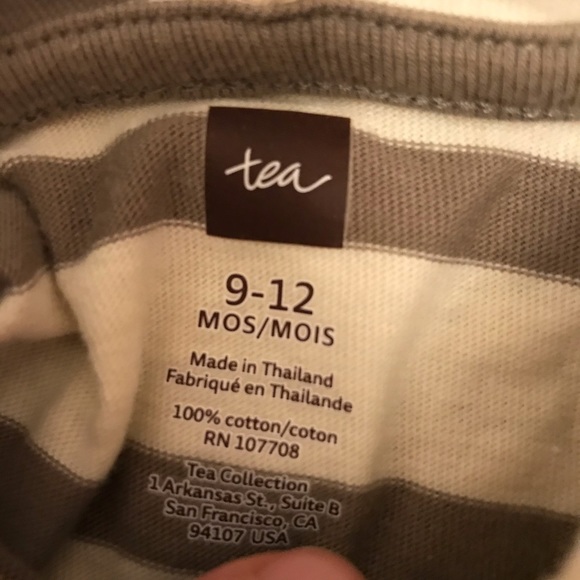 tea
9-12
MOS/MOIS
Made in Thailand
Fabriqué en Thaïlande
100% cotton/coton
RN 107708
Tea Collection
1 Arkansas St., Suite B
San Francisco, CA
94107 USA